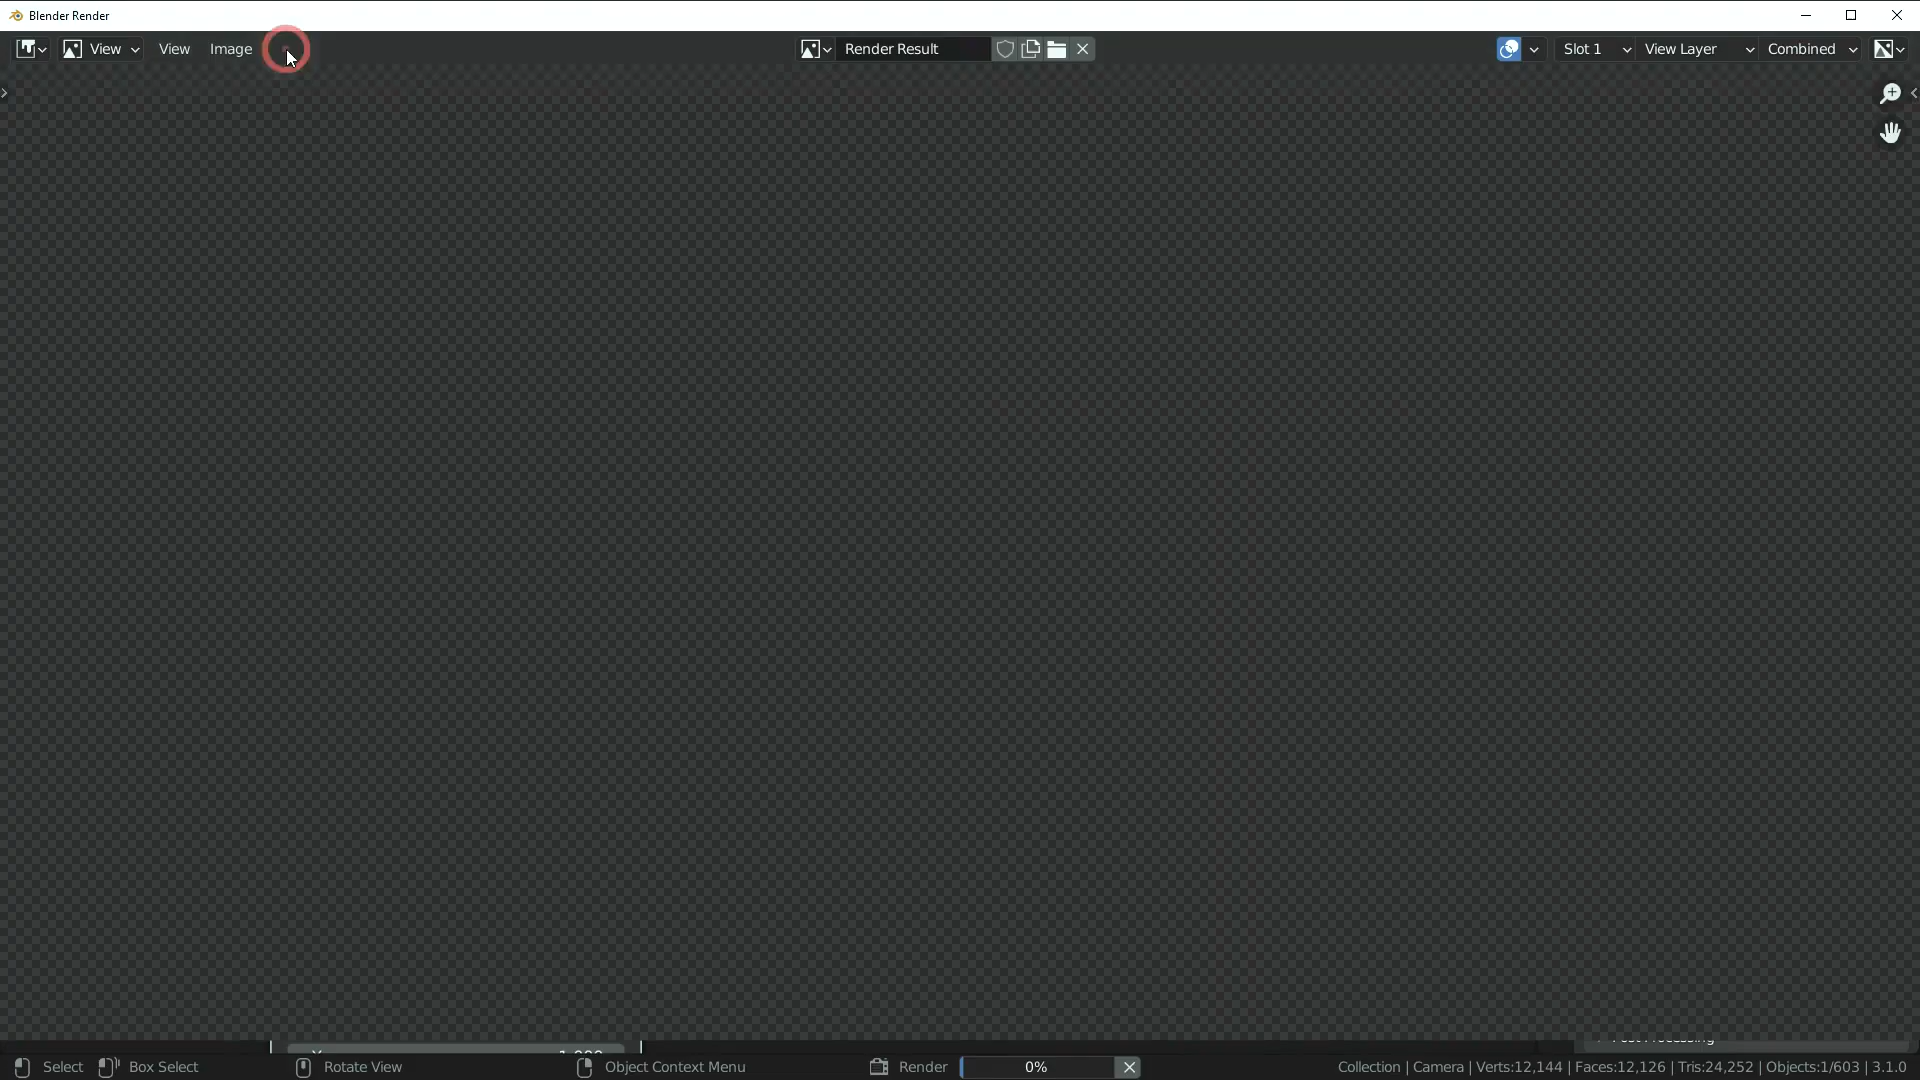 Blender Render
View View Image Render Result Slot 1 View Layer Combined
Select Box Select Rotate View Object Context Menu Render 0% Collection | Camera | Verts:12,144 | Faces:12,126 | Tris:24,252 | Objects:1/603 | 3.1.0